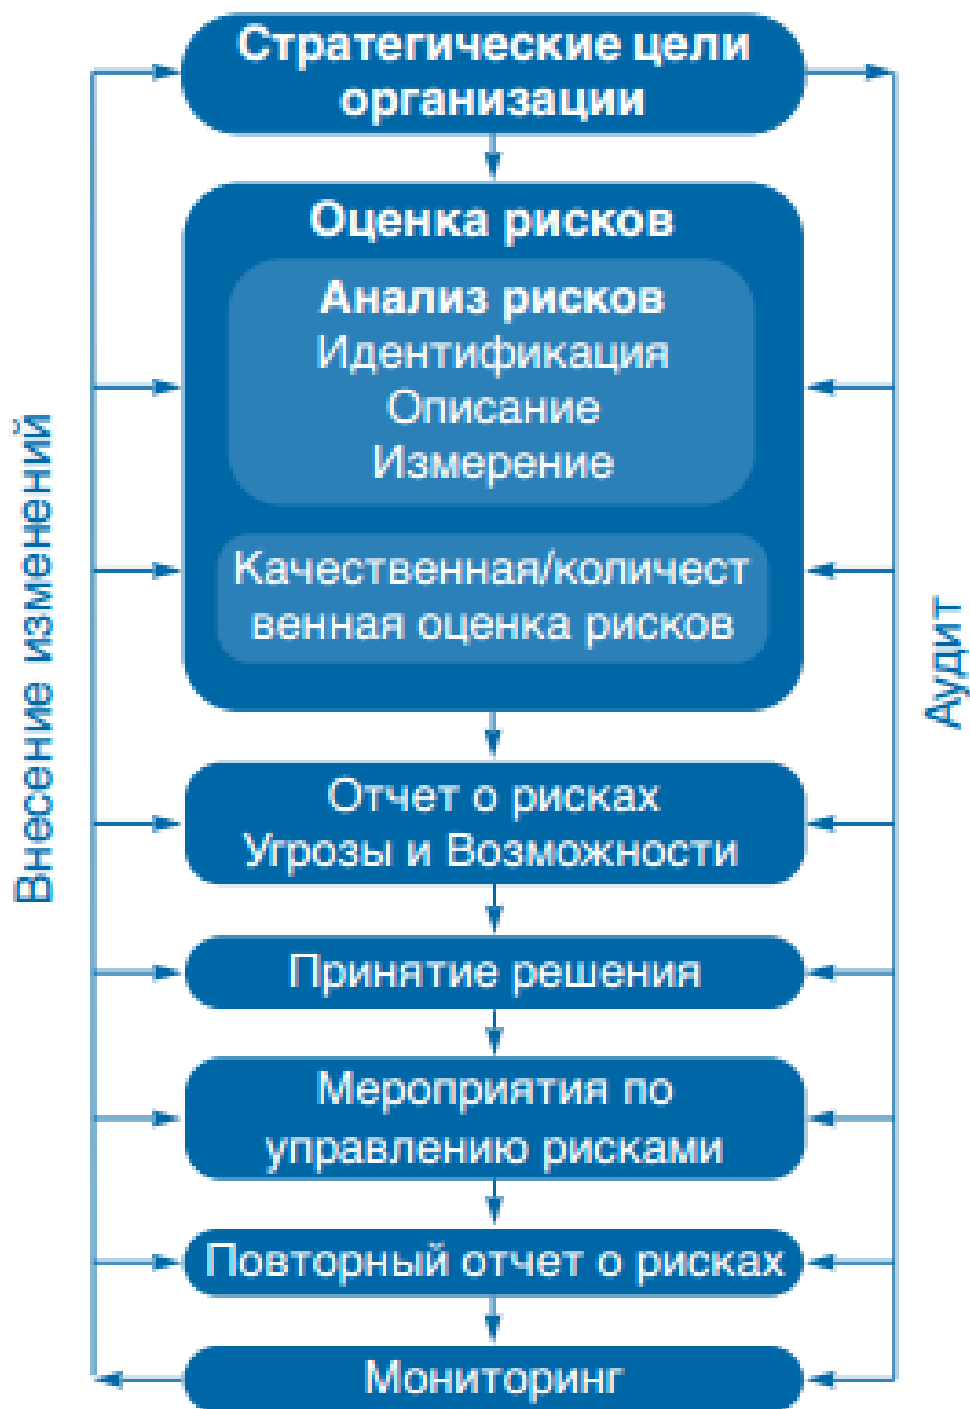 Стратегические цели
организации
Оценка рисков
Анализ рисков
Идентификация
Описание
Измерение
Качественная/количест
венная оценка рисков
Отчет о рисках
Угрозы и Возможности
Принятие решения
Мероприятия по
управлению рисками
Повторный отчет о рисках
Мониторинг
Внесение изменений
Аудит